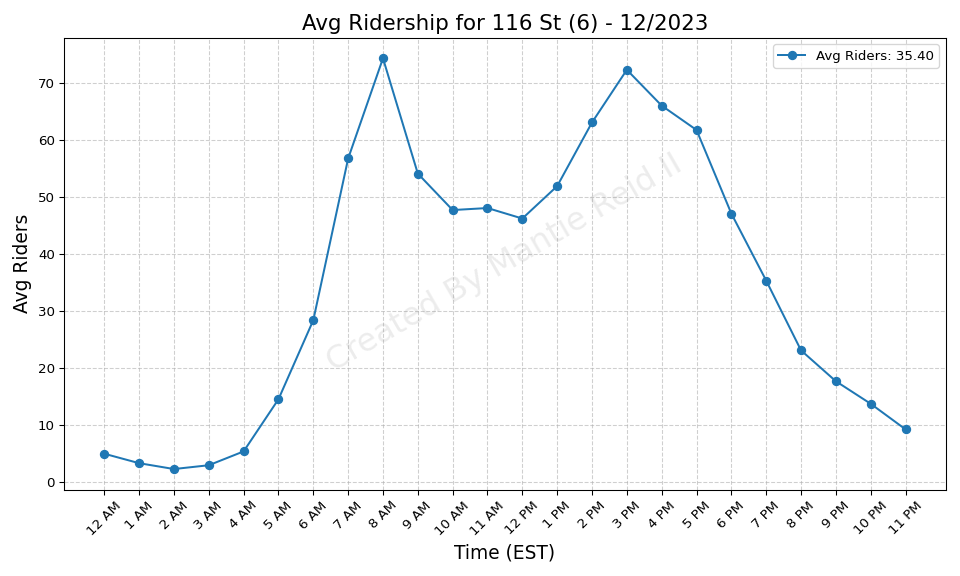 Avg Ridership for 116 St (6) - 12/2023
Avg Riders: 35.40
Avg Riders
70
60
50
40
30
20
10
0
Created By Mantie Reid II
12 AM
1 AM
2 AM
3 AM
4 AM
5 AM
6 AM
7 AM
8 AM
9 AM
10 AM
11 AM
12 PM
1 PM
2 PM
3 PM
4 PM
5 PM
6 PM
7 PM
8 PM
9 PM
10 PM
11 PM
Time (EST)